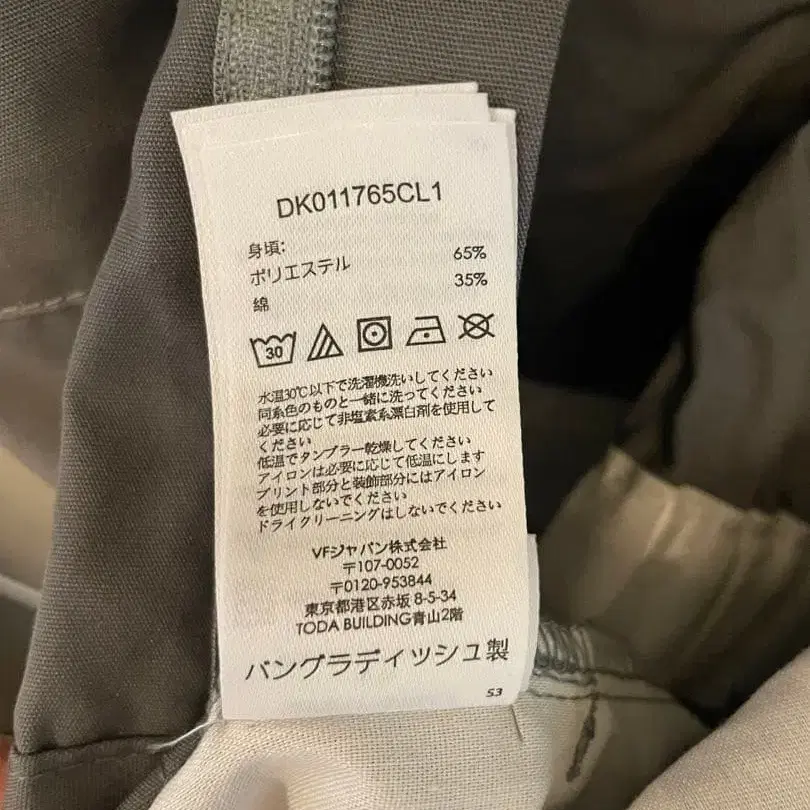 DK011765CL1
身頃:
ポリエステル 65%
綿 35%
30
水温30℃以下で洗濯機洗いしてください
同系色のものと一緒に洗ってください
必要に応じて非塩素系漂白剤を使用して
ください
低温でタンブラー乾燥してください
アイロンは必要に応じて低温にします
プリント部分と装飾部分にはアイロン
を使用しないでください
ドライクリーニングはしないでください
VFジャパン株式会社
〒107-0052
〒0120-953844
東京都港区赤坂 8-5-34
TODA BUILDING青山2階
バングラディッシュ製
S3